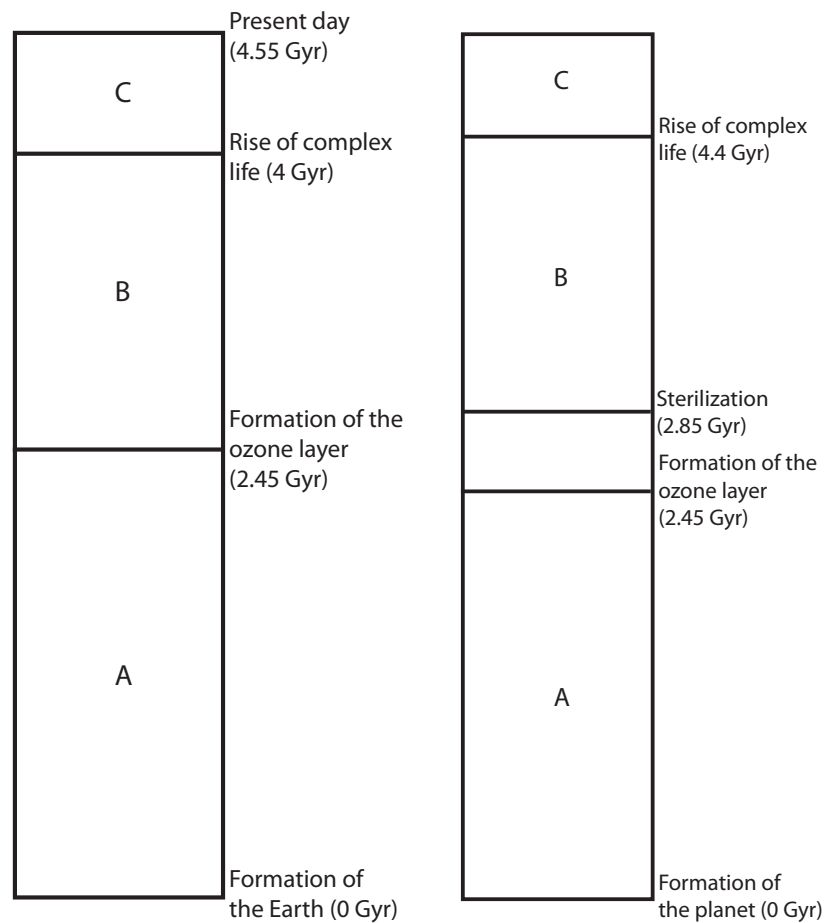 Present day
(4.55 Gyr)
C
Rise of complex
life (4 Gyr)
B
Formation of the
ozone layer
(2.45 Gyr)
A
Formation of
the Earth (0 Gyr)
C
Rise of complex
life (4.4 Gyr)
B
Sterilization
(2.85 Gyr)
Formation of the
ozone layer
(2.45 Gyr)
A
Formation of
the planet (0 Gyr)